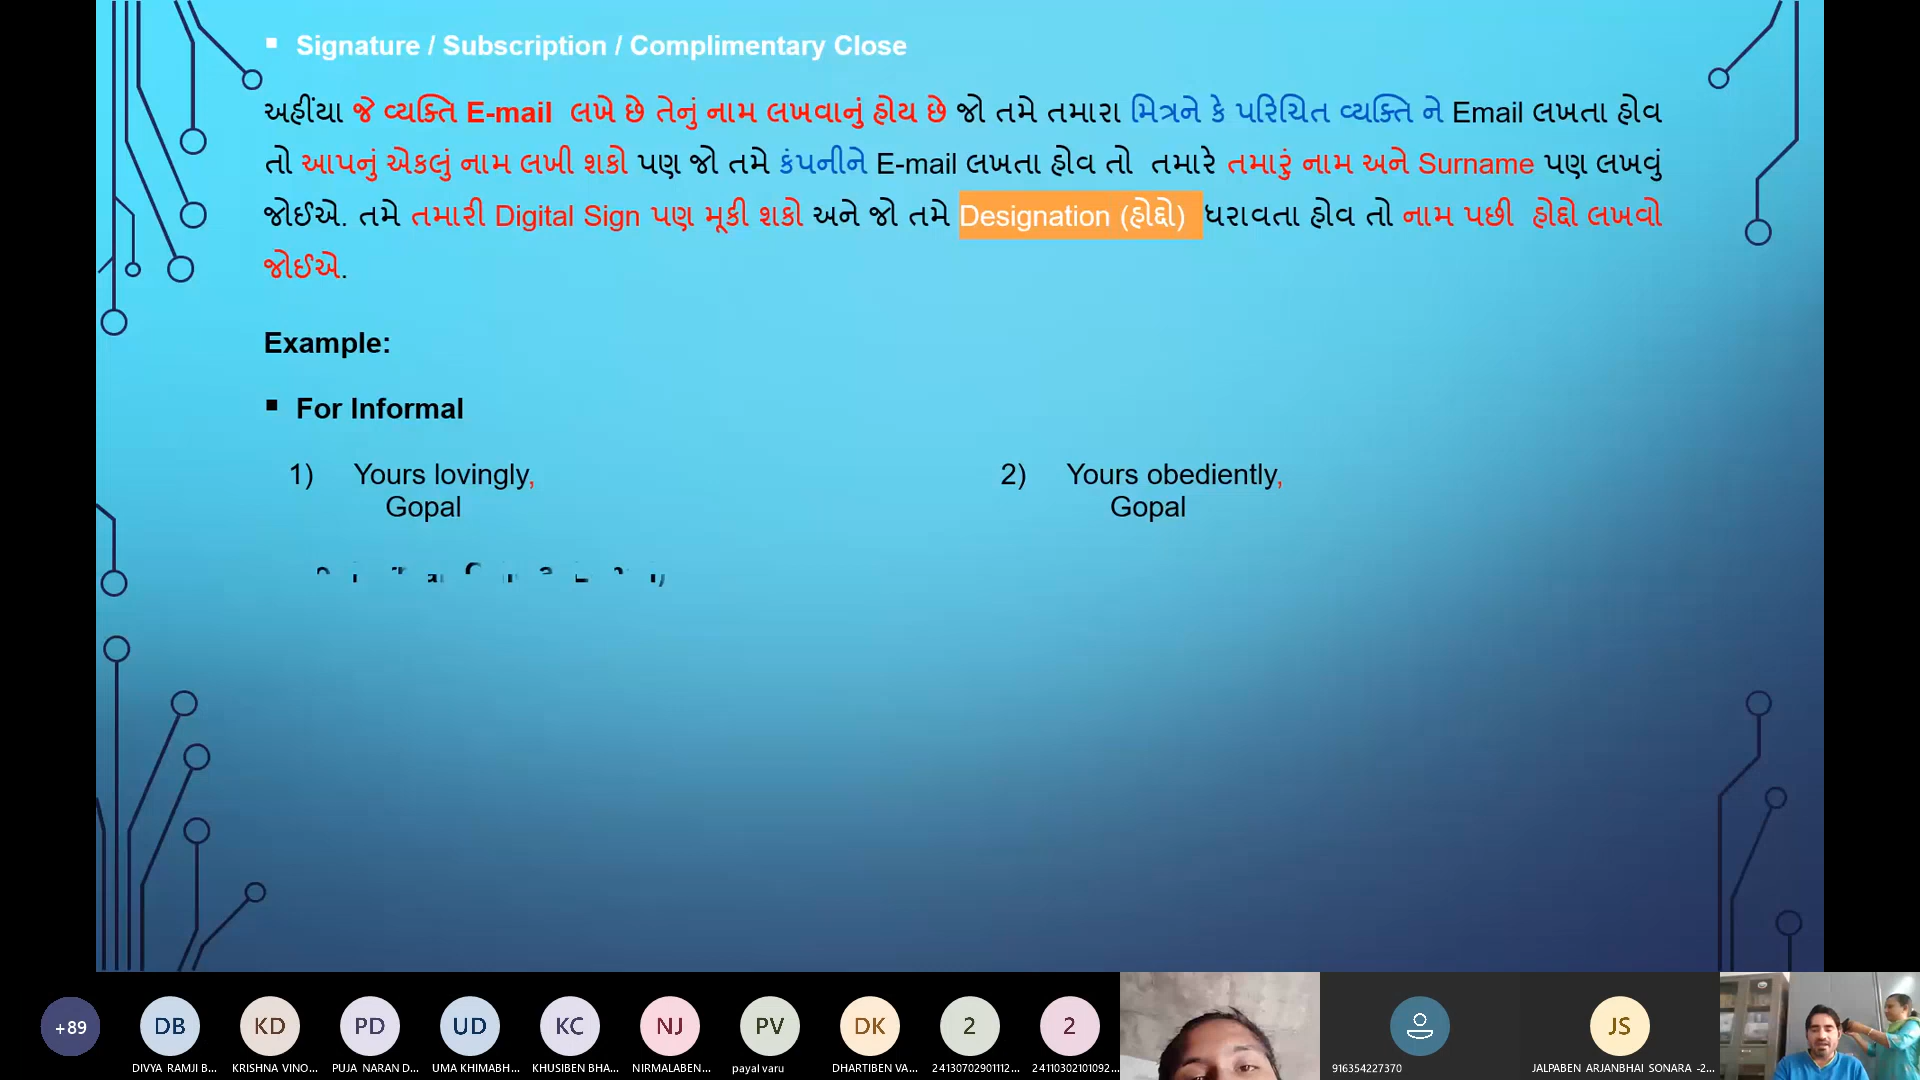 ▪ Signature / Subscription / Complimentary Close
અહીંયા જે વ્યક્તિ E-mail લખે છે તેનું નામ લખવાનું હોય છે જો તમે તમારા મિત્રને કે પરિચિત વ્યક્તિ ને Email લખતા હોવ
તો આપનું એકલું નામ લખી શકો પણ જો તમે કંપનીને E-mail લખતા હોવ તો તમારે તમારું નામ અને Surname પણ લખવું
જોઈએ. તમે તમારી Digital Sign પણ મૂકી શકો અને જો તમે Designation (હોદ્દો) ધરાવતા હોવ તો નામ પછી હોદ્દો લખવો
જોઈએ.
Example:
▪ For Informal
1) Yours lovingly, 2) Yours obediently,
Gopal Gopal
+89 DB KD PD UD KC NJ PV DK 2 2 JS
DIVYA RAMJI B... KRISHNA VINO... PUJA NARAN D... UMA KHIMABH... KHUSIBEN BHA... NIRMALABEN... payal varu DHARTIBEN VA... 24130702901112... 24110302101092... 916354227370 JALPABEN ARJANBHAI SONARA -2...